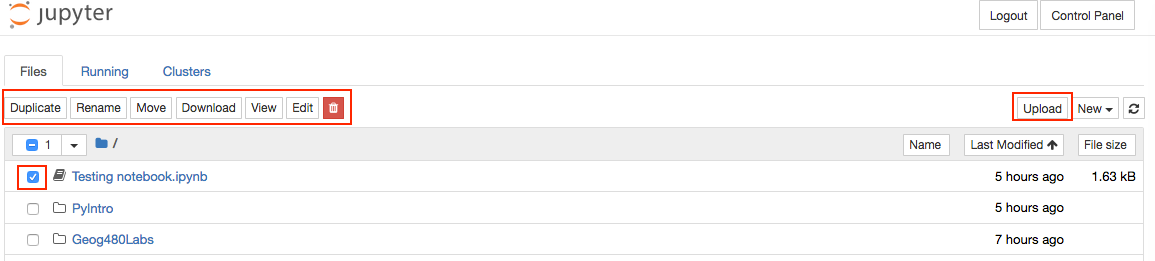 jupyter
Logout Control Panel
Files Running Clusters
Duplicate Rename Move Download View Edit Upload New
1 / Name Last Modified File size
Testing notebook.ipynb 5 hours ago 1.63 kB
PyIntro 5 hours ago
Geog480Labs 7 hours ago